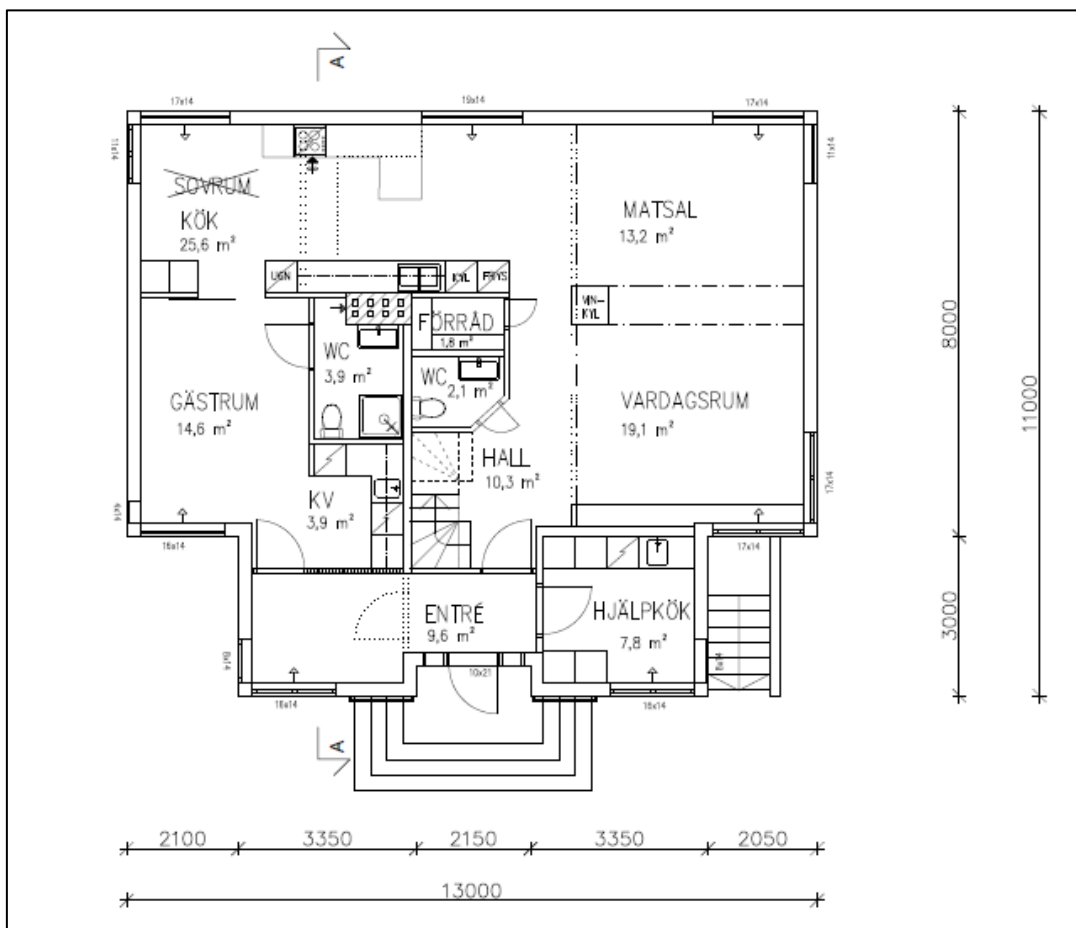 A
17x14
19x14
17x14
11x14
11x14
SOVRUM
KÖK
25,6 m²
MATSAL
13,2 m²
UGN
KYL
FRYS
VIN-
KYL
FÖRRÅD
1,8 m²
WC
3,9 m²
WC
2,1 m²
GÄSTRUM
14,6 m²
VARDAGSRUM
19,1 m²
HALL
10,3 m²
KV
3,9 m²
17x14
16x14
17x14
ENTRÉ
9,6 m²
HJÄLPKÖK
7,8 m²
10x21
16x14
A
8000
3000
11000
2100
3350
2150
3350
2050
13000